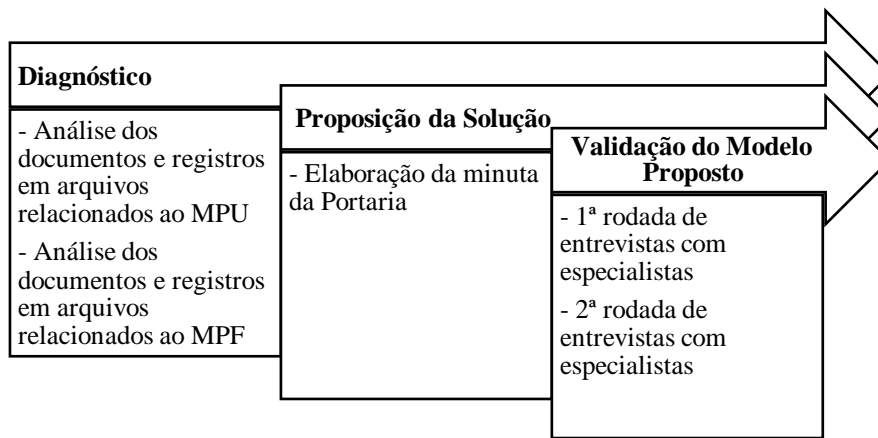 Diagnóstico
- Análise dos
documentos e registros
em arquivos
relacionados ao MPU
- Análise dos
documentos e registros
em arquivos
relacionados ao MPF
Proposição da Solução
- Elaboração da minuta
da Portaria
Validação do Modelo
Proposto
- 1ª rodada de
entrevistas com
especialistas
- 2ª rodada de
entrevistas com
especialistas